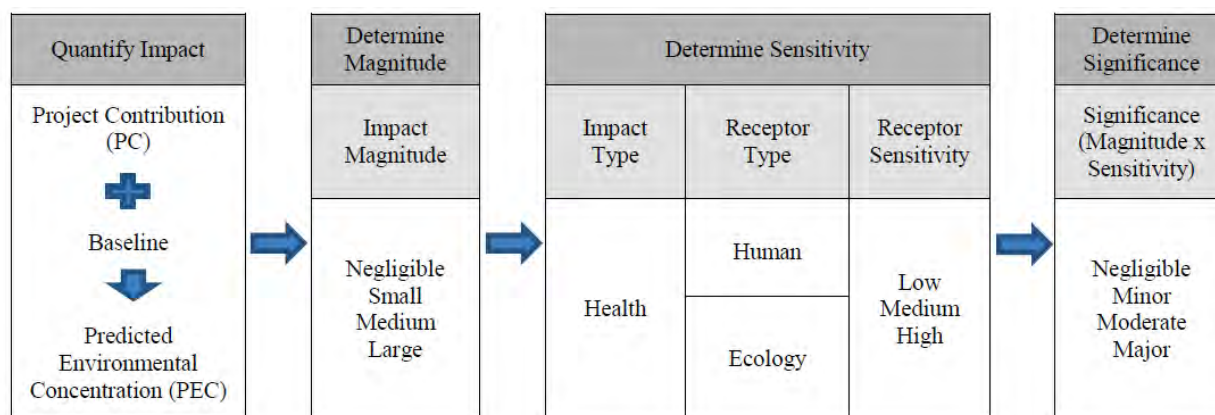 Quantify Impact
Project Contribution
(PC)
Baseline
Predicted
Environmental
Concentration (PEC)
Determine
Magnitude
Impact
Magnitude
Negligible
Small
Medium
Large
Determine Sensitivity
Impact
Type
Receptor
Type
Receptor
Sensitivity
Health
Human
Ecology
Low
Medium
High
Determine
Significance
Significance
(Magnitude x
Sensitivity)
Negligible
Minor
Moderate
Major